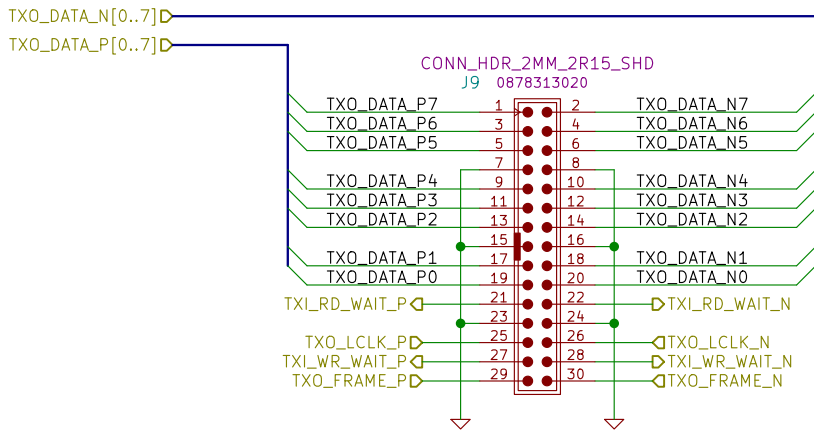 TXO_DATA_N[0..7]
TXO_DATA_P[0..7]
CONN_HDR_2MM_2R15_SHD
J9 0878313020
TXO_DATA_P7 1 2 TXO_DATA_N7
TXO_DATA_P6 3 4 TXO_DATA_N6
TXO_DATA_P5 5 6 TXO_DATA_N5
7 8
TXO_DATA_P4 9 10 TXO_DATA_N4
TXO_DATA_P3 11 12 TXO_DATA_N3
TXO_DATA_P2 13 14 TXO_DATA_N2
15 16
TXO_DATA_P1 17 18 TXO_DATA_N1
TXO_DATA_P0 19 20 TXO_DATA_N0
TXI_RD_WAIT_P 21 22 TXI_RD_WAIT_N
23 24
TXO_LCLK_P 25 26 TXO_LCLK_N
TXI_WR_WAIT_P 27 28 TXI_WR_WAIT_N
TXO_FRAME_P 29 30 TXO_FRAME_N